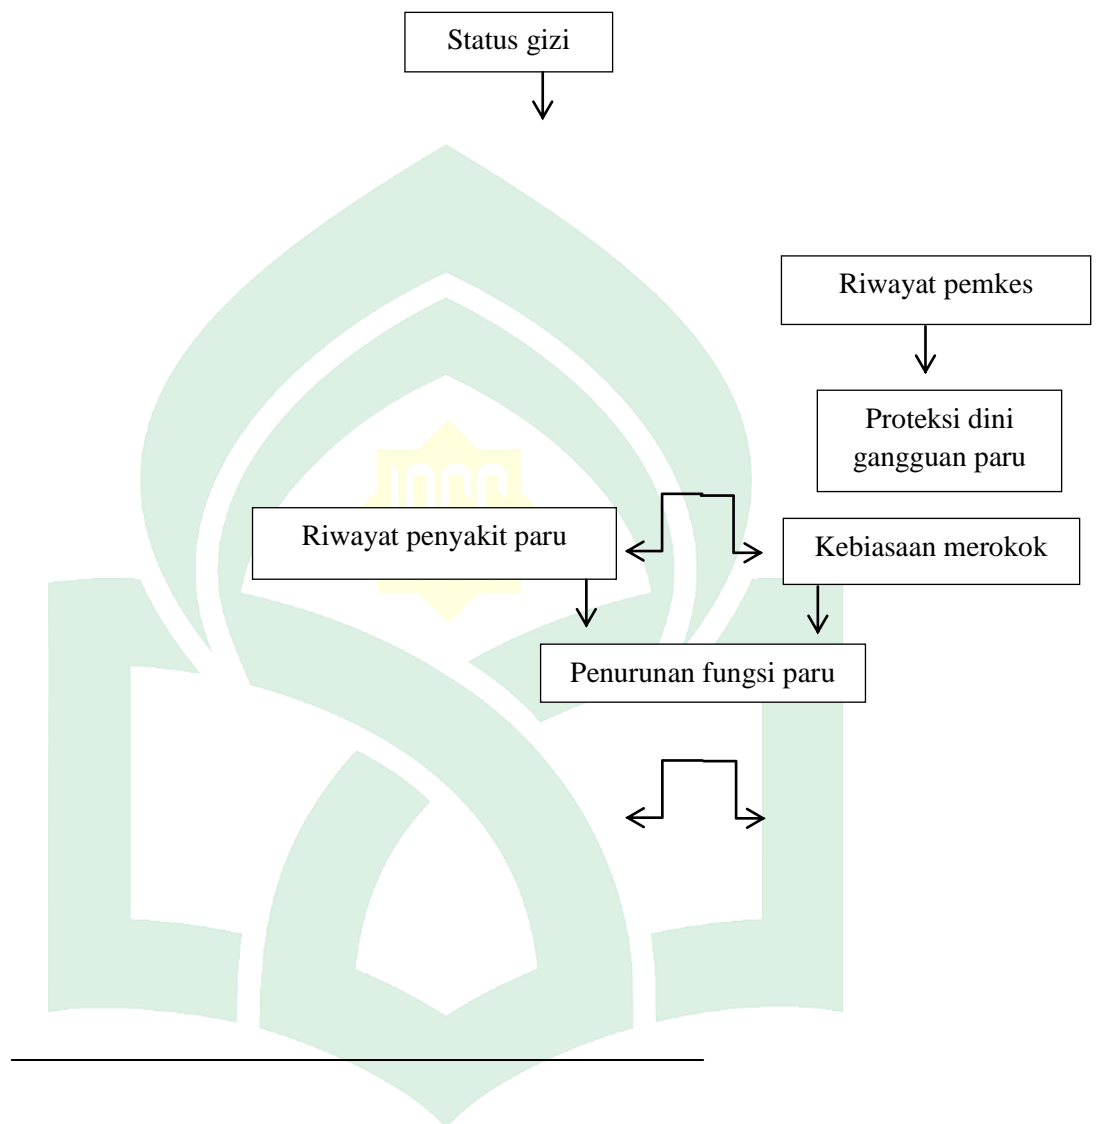 Status gizi
Riwayat pemkes
Proteksi dini
gangguan paru
Riwayat penyakit paru
Kebiasaan merokok
Penurunan fungsi paru